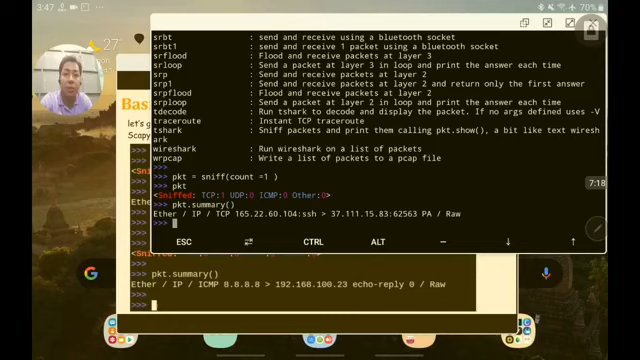 3:47
70%
27°
srbt : send and receive using a bluetooth socket
srbt1 : send and receive 1 packet using a bluetooth socket
srflood : Flood and receive packets at layer 3
srloop : Send a packet at layer 3 in loop and print the answer each time
srp : Send and receive packets at layer 2
srp1 : Send and receive packets at layer 2 and return only the first answer
srpflood : Flood and receive packets at layer 2
srploop : Send a packet at layer 2 in loop and print the answer each time
tdecode : Run tshark to decode and display the packet. If no args defined uses -V
traceroute : Instant TCP traceroute
tshark : Sniff packets and print them calling pkt.show(), a bit like text wiresh
ark
wireshark : Run wireshark on a list of packets
wrpcap : Write a list of packets to a pcap file
>>>
>>> pkt = sniff(count =1 )
>>> pkt
<Sniffed: TCP:1 UDP:0 ICMP:0 Other:0>
>>> pkt.summary()
Ether / IP / TCP 165.22.60.104:ssh > 37.111.15.83:62563 PA / Raw
>>>
ESC CTRL ALT
7:18
Basi
let's g
Scapy
>>>
<Sni
>>>
Ethe
>>>
>>>
>>>
>>> pkt.summary()
Ether / IP / ICMP 8.8.8.8 > 192.168.100.23 echo-reply 0 / Raw
>>>
>>>